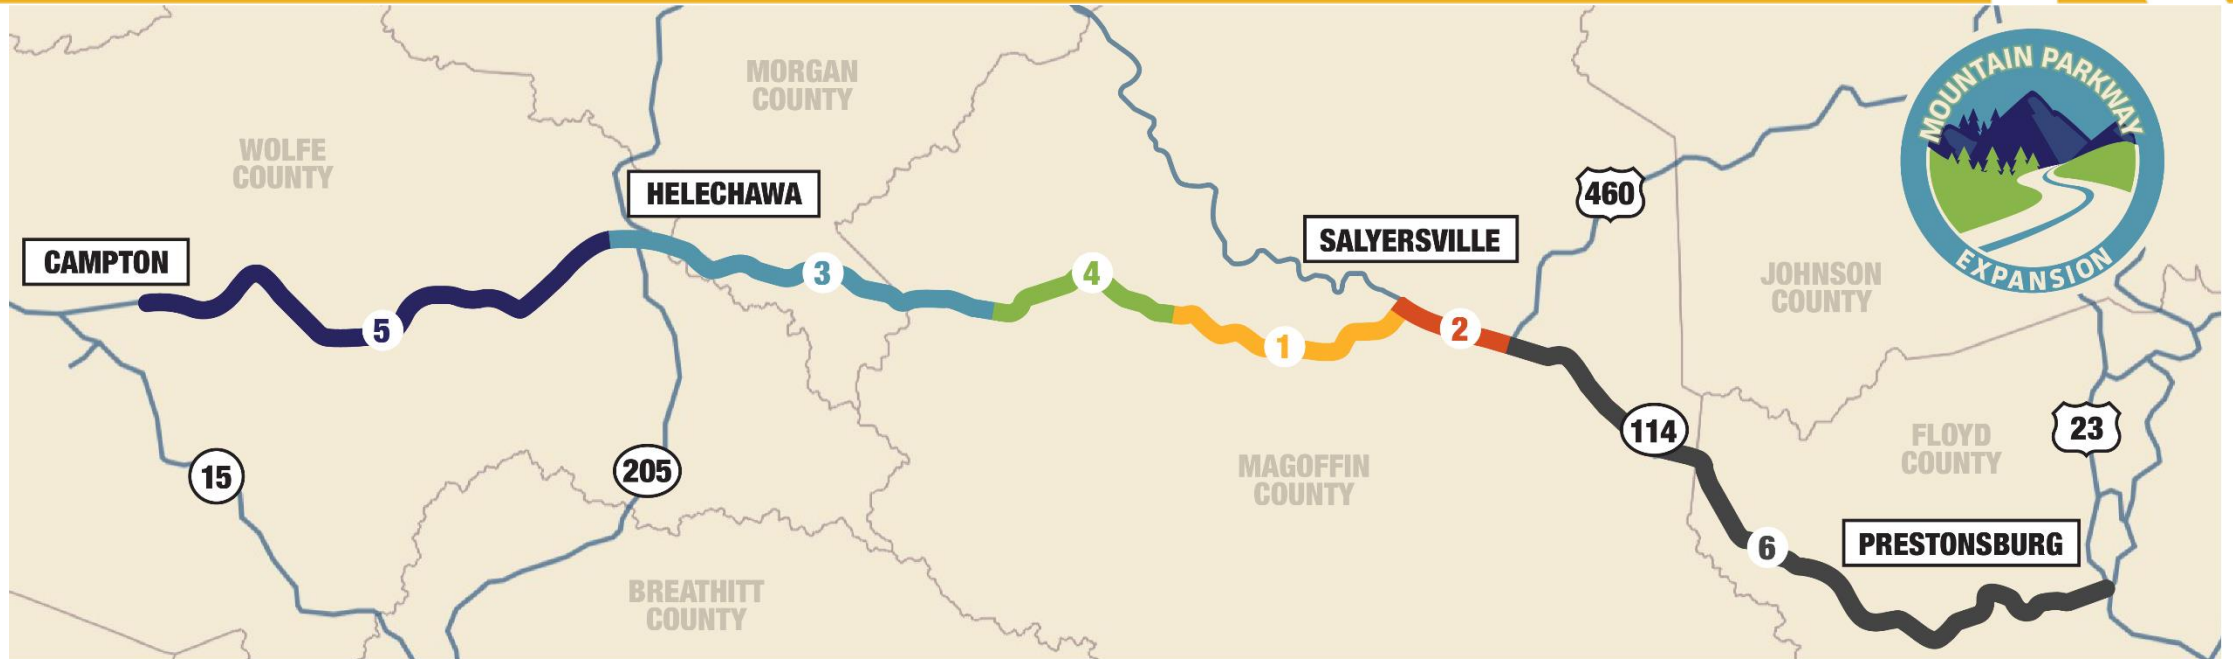 MOUNTAIN PARKWAY
EXPANSION
MORGAN
COUNTY
WOLFE
COUNTY
HELECHAWA
460
SALYERSVILLE
CAMPTON
JOHNSON
COUNTY
3
4
5
1
2
114
23
FLOYD
COUNTY
15
205
MAGOFFIN
COUNTY
6
PRESTONSBURG
BREATHITT
COUNTY